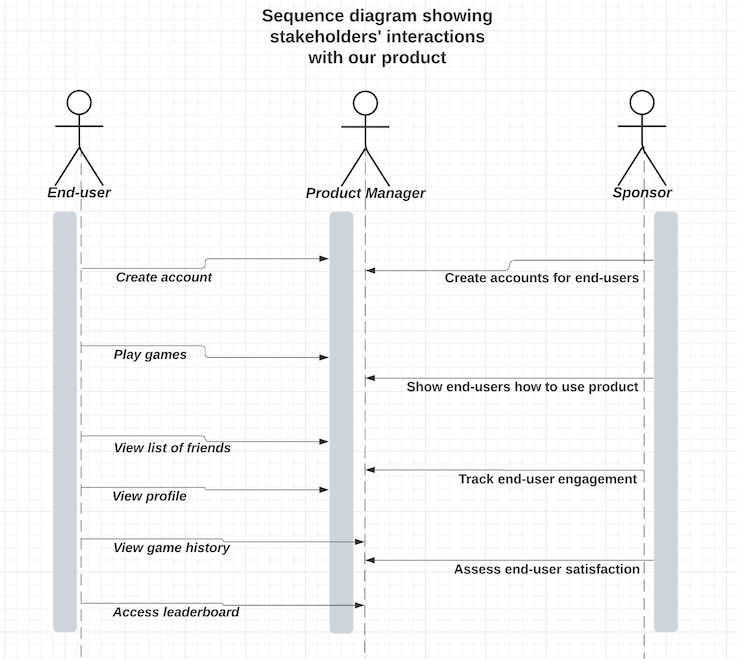 Sequence diagram showing
stakeholders' interactions
with our product
End-user
Product Manager
Sponsor
Create account
Create accounts for end-users
Play games
Show end-users how to use product
View list of friends
Track end-user engagement
View profile
View game history
Assess end-user satisfaction
Access leaderboard